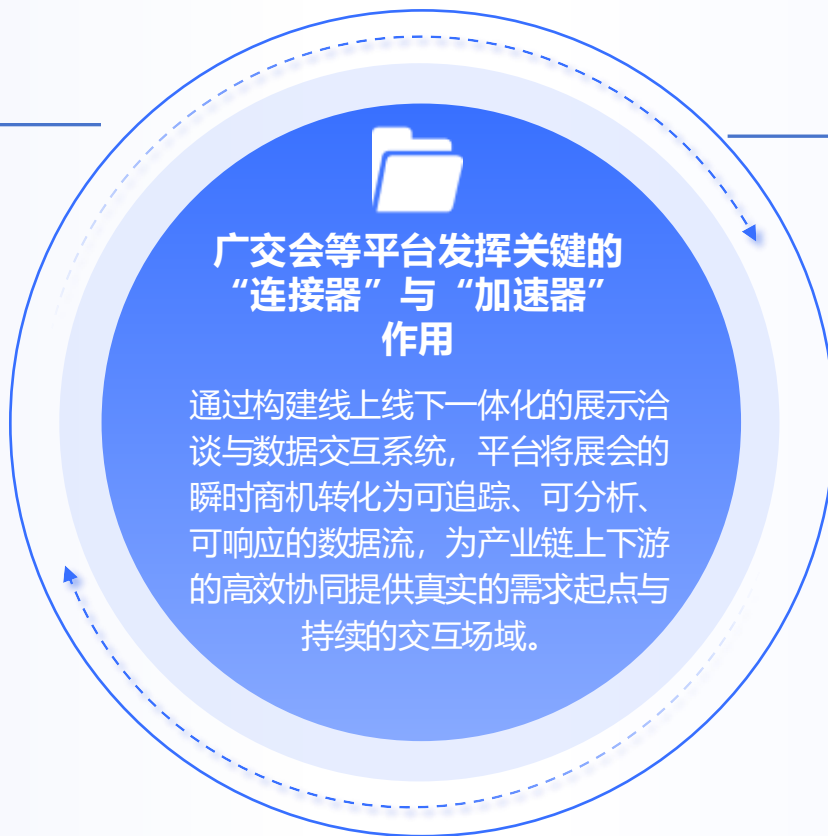 广交会等平台发挥关键的
“连接器”与“加速器”
作用
通过构建线上线下一体化的展示洽
谈与数据交互系统，平台将展会的
瞬时商机转化为可追踪、可分析、
可响应的数据流，为产业链上下游
的高效协同提供真实的需求起点与
持续的交互场域。